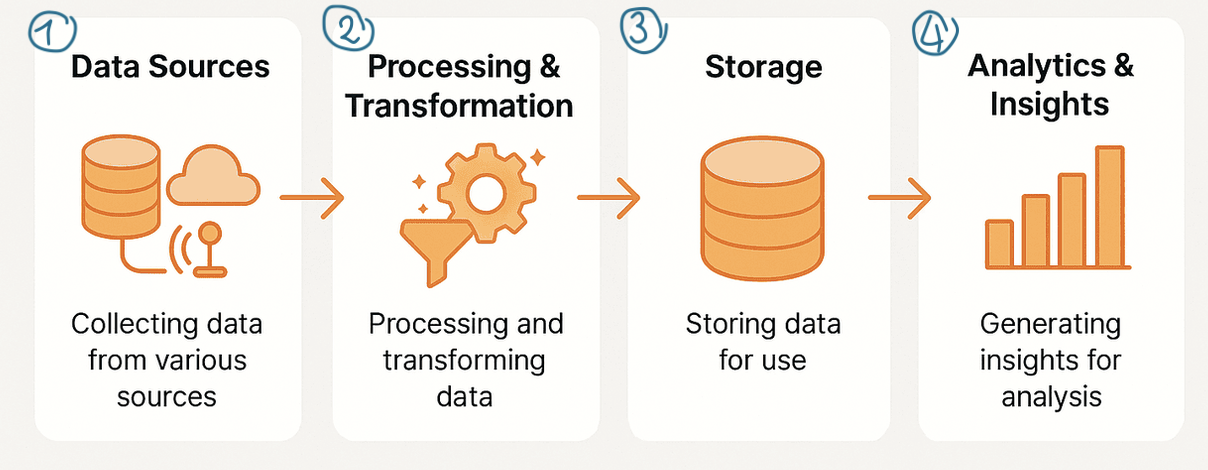 1
Data Sources
Collecting data
from various
sources
2
Processing &
Transformation
Processing and
transforming
data
3
Storage
Storing data
for use
4
Analytics &
Insights
Generating
insights for
analysis